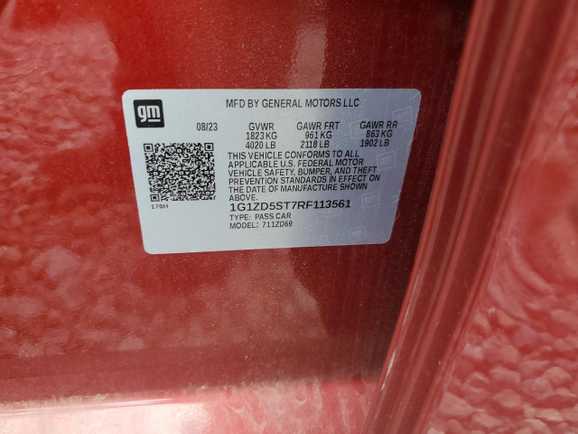 gm
MFD BY GENERAL MOTORS LLC
08/23 GVWR GAWR FRT GAWR RR
1823 KG 961 KG 863 KG
4020 LB 2118 LB 1902 LB
THIS VEHICLE CONFORMS TO ALL
APPLICABLE U.S. FEDERAL MOTOR
VEHICLE SAFETY, BUMPER, AND THEFT
PREVENTION STANDARDS IN EFFECT ON
THE DATE OF MANUFACTURE SHOWN
ABOVE.
1G1ZD5ST7RF113561
TYPE: PASS CAR
MODEL: 711ZD69